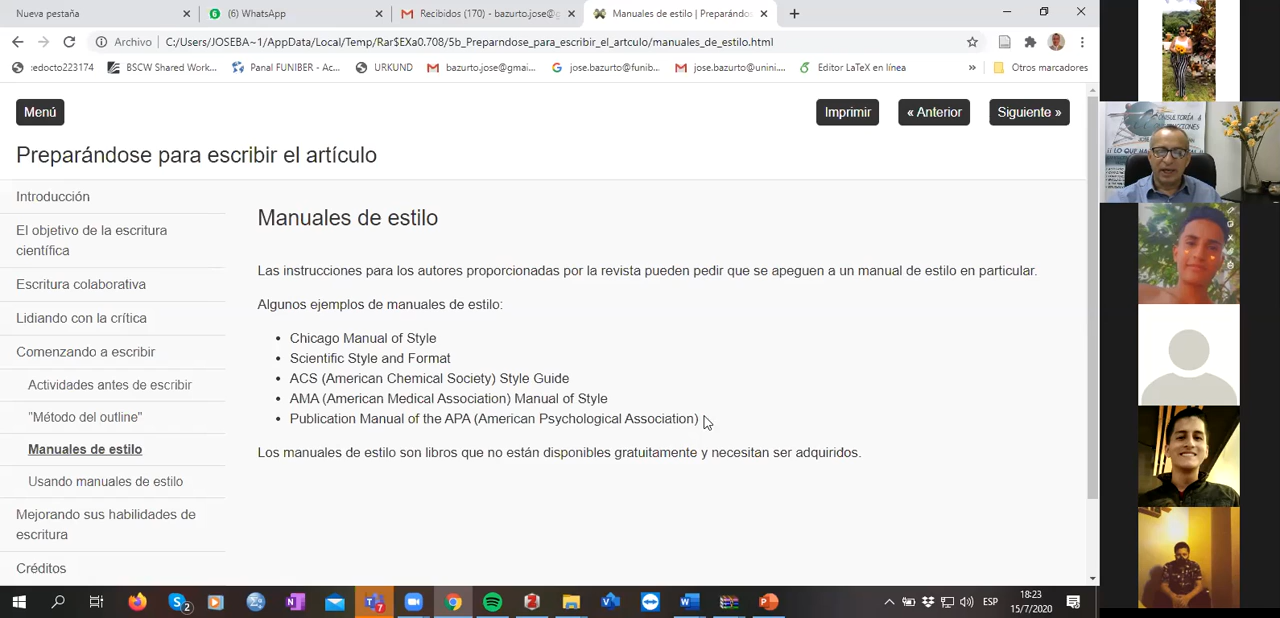 Nueva pestaña
(6) WhatsApp
Recibidos (170) - bazurto.jose@g
Manuales de estilo | Preparándos
Archivo
C:/Users/JOSEBA~1/AppData/Local/Temp/Rar$EXa0.708/5b_Preparndose_para_escribir_el_artculo/manuales_de_estilo.html
:edocto223174
BSCW Shared Work...
Panal FUNIBER - Ac...
URKUND
bazurto.jose@gmai...
jose.bazurto@funib...
jose.bazurto@unini....
Editor LaTeX en línea
»
Otros marcadores
Menú
Imprimir
« Anterior
Siguiente »
Preparándose para escribir el artículo
Introducción
El objetivo de la escritura
científica
Escritura colaborativa
Lidiando con la crítica
Comenzando a escribir
Actividades antes de escribir
"Método del outline"
Manuales de estilo
Usando manuales de estilo
Mejorando sus habilidades de
escritura
Créditos
Manuales de estilo
Las instrucciones para los autores proporcionadas por la revista pueden pedir que se apeguen a un manual de estilo en particular.
Algunos ejemplos de manuales de estilo:
• Chicago Manual of Style
• Scientific Style and Format
• ACS (American Chemical Society) Style Guide
• AMA (American Medical Association) Manual of Style
• Publication Manual of the APA (American Psychological Association)
Los manuales de estilo son libros que no están disponibles gratuitamente y necesitan ser adquiridos.
CONSULTORÍA
ESP
18:23
15/7/2020